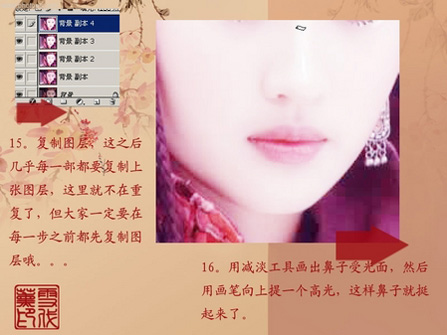 背景 副本 4
背景 副本 3
背景 副本 2
背景 副本
背景
15。复制图层，这之后
几乎每一部都要复制上
张图层，这里就不在重
复了，但大家一定要在
每一步之前都先复制图
层哦。。。
16。用减淡工具画出鼻子受光面，然后
用画笔向上提一个高光，这样鼻子就挺
起来了。